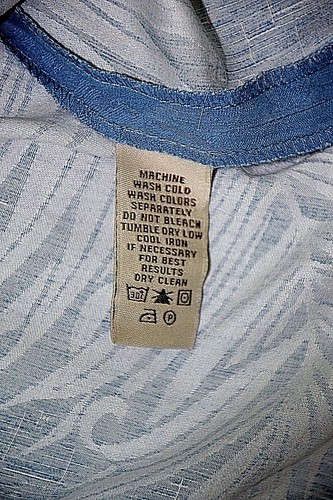 MACHINE
WASH COLD
WASH COLORS
SEPARATELY
DO NOT BLEACH
TUMBLE DRY LOW
COOL IRON
IF NECESSARY
FOR BEST
RESULTS
DRY CLEAN
30°
P